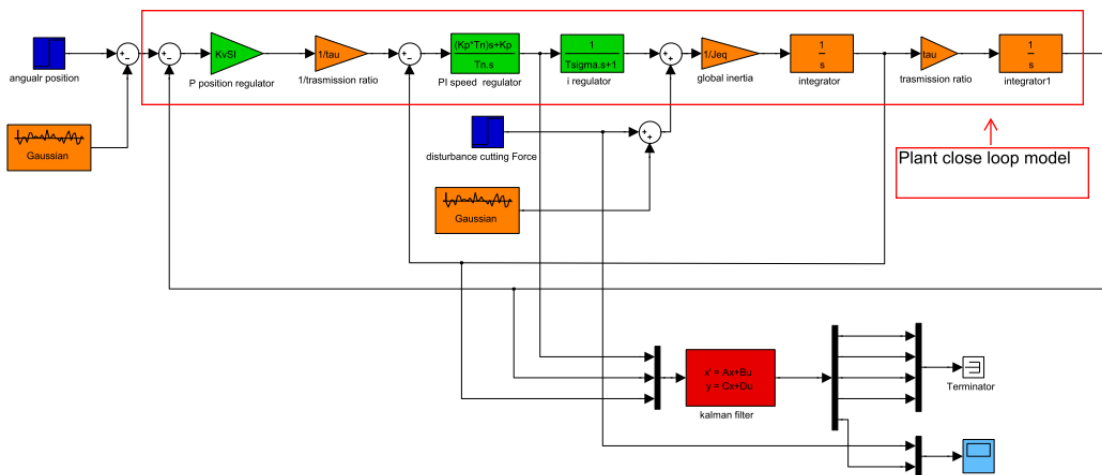 angualr position
KvSI
P position regulator
1/tau
1/trasmission ratio
(Kp*Tn)s+Kp
Tn.s
PI speed regulator
1
Tsigma.s+1
i regulator
1/Jeq
global inertia
1
s
integrator
tau
trasmission ratio
1
s
integrator1
Gaussian
disturbance cutting Force
Gaussian
Plant close loop model
x' = Ax+Bu
y = Cx+Du
kalman filter
Terminator